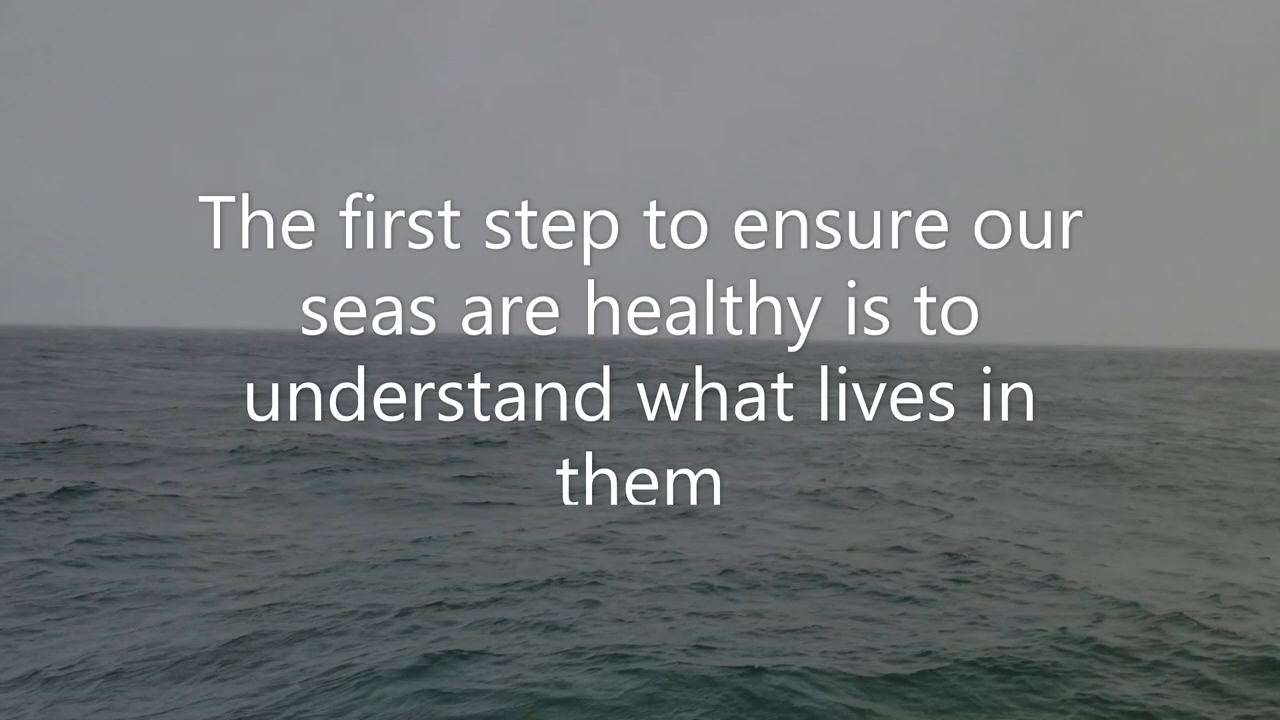 The first step to ensure our
seas are healthy is to
understand what lives in
them